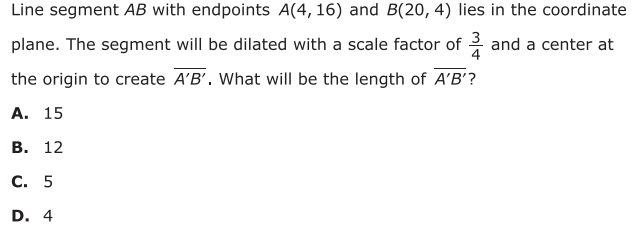 Line segment AB with endpoints A(4, 16) and B(20, 4) lies in the coordinate
plane. The segment will be dilated with a scale factor of 3/4 and a center at
the origin to create A′B′. What will be the length of A′B′?
A. 15
B. 12
C. 5
D. 4